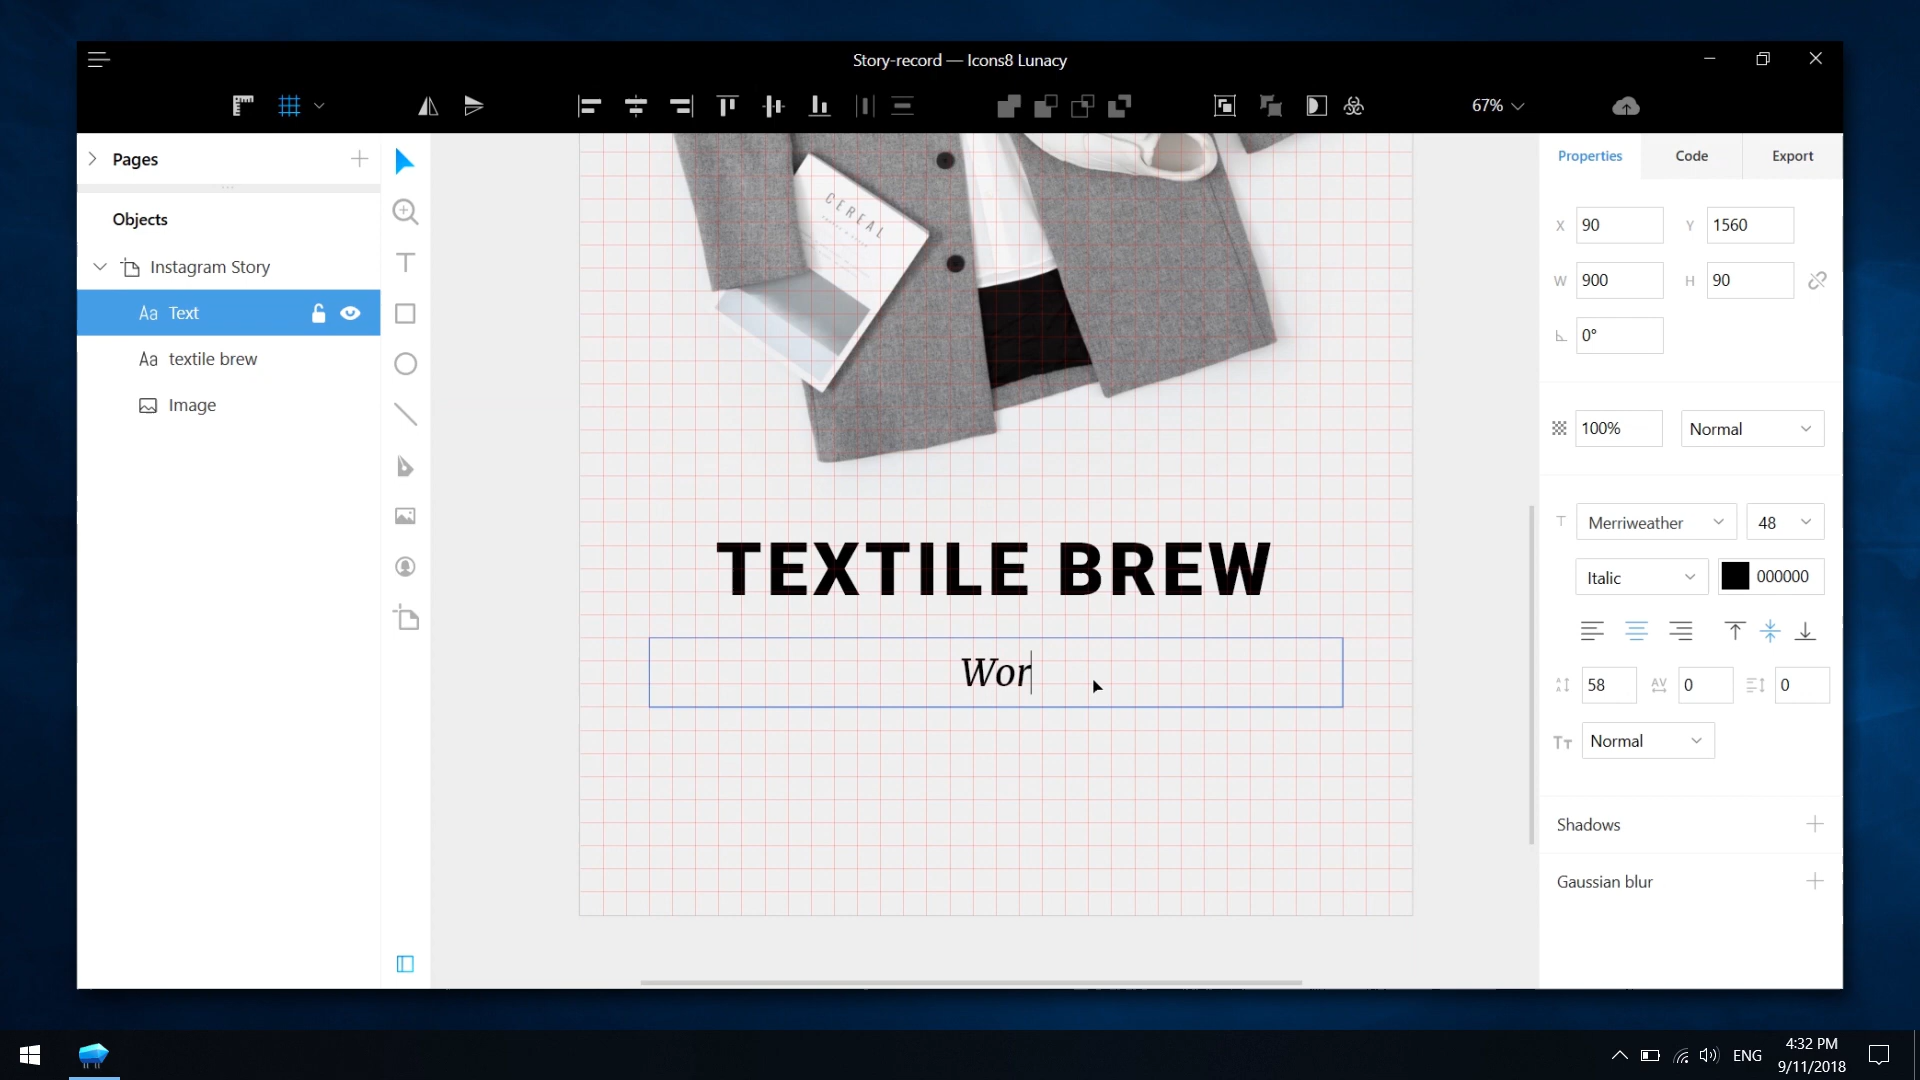 Story-record — Icons8 Lunacy
67%
Pages
Objects
Instagram Story
Aa Text
Aa textile brew
Image
CEREAL
TEXTILE BREW
Wor
Properties Code Export
X 90 Y 1560
W 900 H 90
0°
100% Normal
T Merriweather 48
Italic 000000
58 AV 0 0
TT Normal
Shadows
Gaussian blur
ENG
4:32 PM
9/11/2018